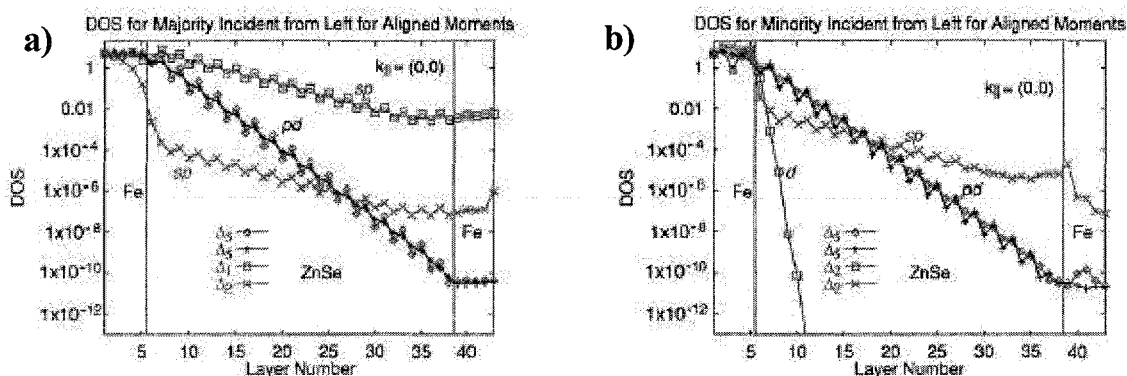 DOS for Majority Incident from Left for Aligned Moments
a)
k∥ = (0,0)
DOS
1
0.01
1x10-4
1x10-6
1x10-8
1x10-10
1x10-12
sp
pd
sp
Fe
Fe
Δ5
Δ5
Δ1
ZnSe
5 10 15 20 25 30 35 40
Layer Number
DOS for Minority Incident from Left for Aligned Moments
b)
k∥ = (0,0)
DOS
1
0.01
1x10-4
1x10-6
1x10-8
1x10-10
1x10-12
sp
d
pd
Fe
Fe
Δ5
Δ5
ZnSe
5 10 15 20 25 30 35 40
Layer Number